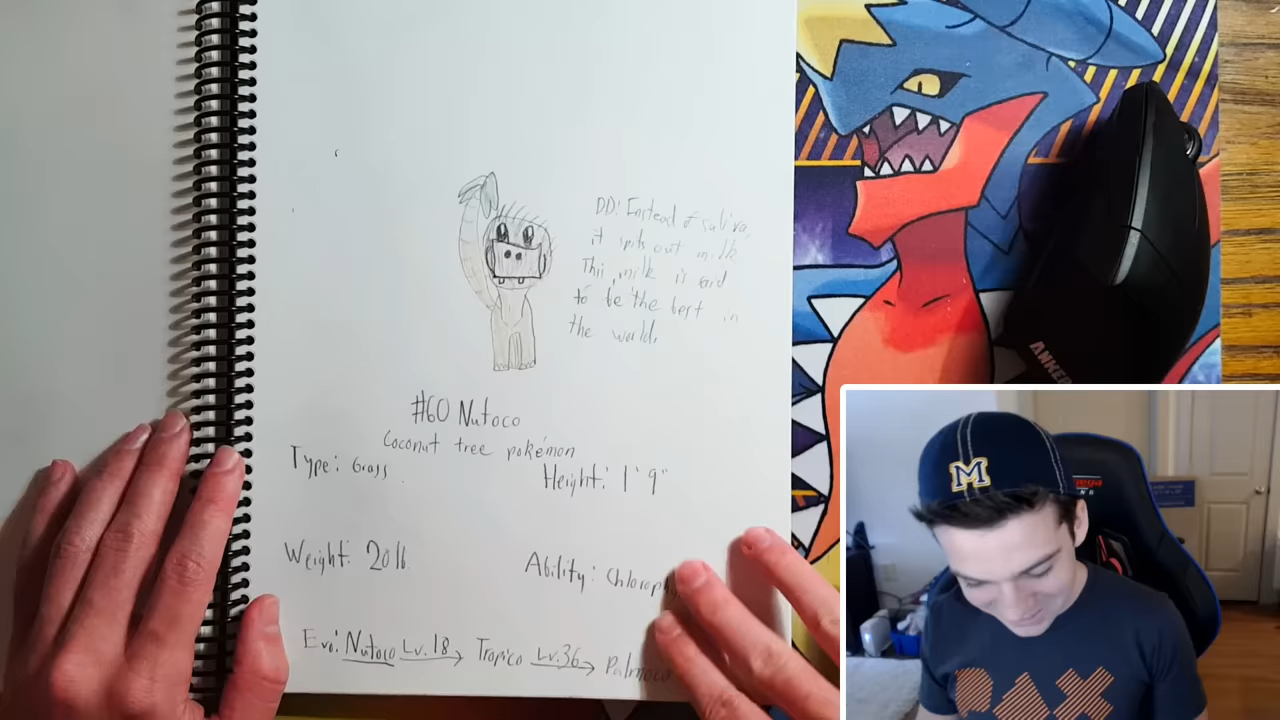 DD: Instead of saliva,
it spits out milk
This milk is said
to be the best in
the world.
#60 Nutoco
Coconut tree pokémon
Type: Grass
Height: 1' 9"
Weight: 20 lb.
Ability: Chlorop
Evo: Nutoco Lv.18 Tropico Lv.36 Palmoco
ANKER
M
PAX